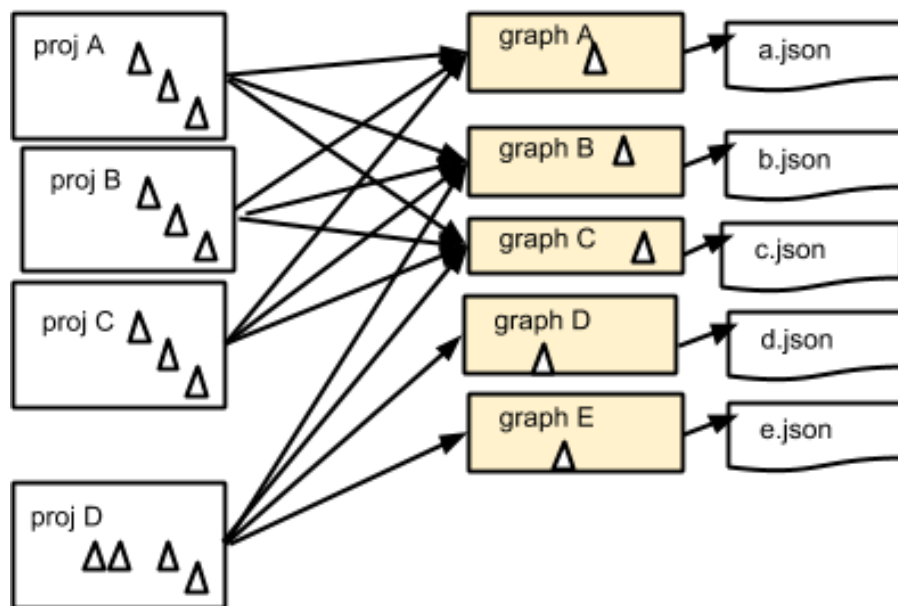 proj A
graph A
a.json
proj B
graph B
b.json
graph C
c.json
proj C
graph D
d.json
graph E
e.json
proj D